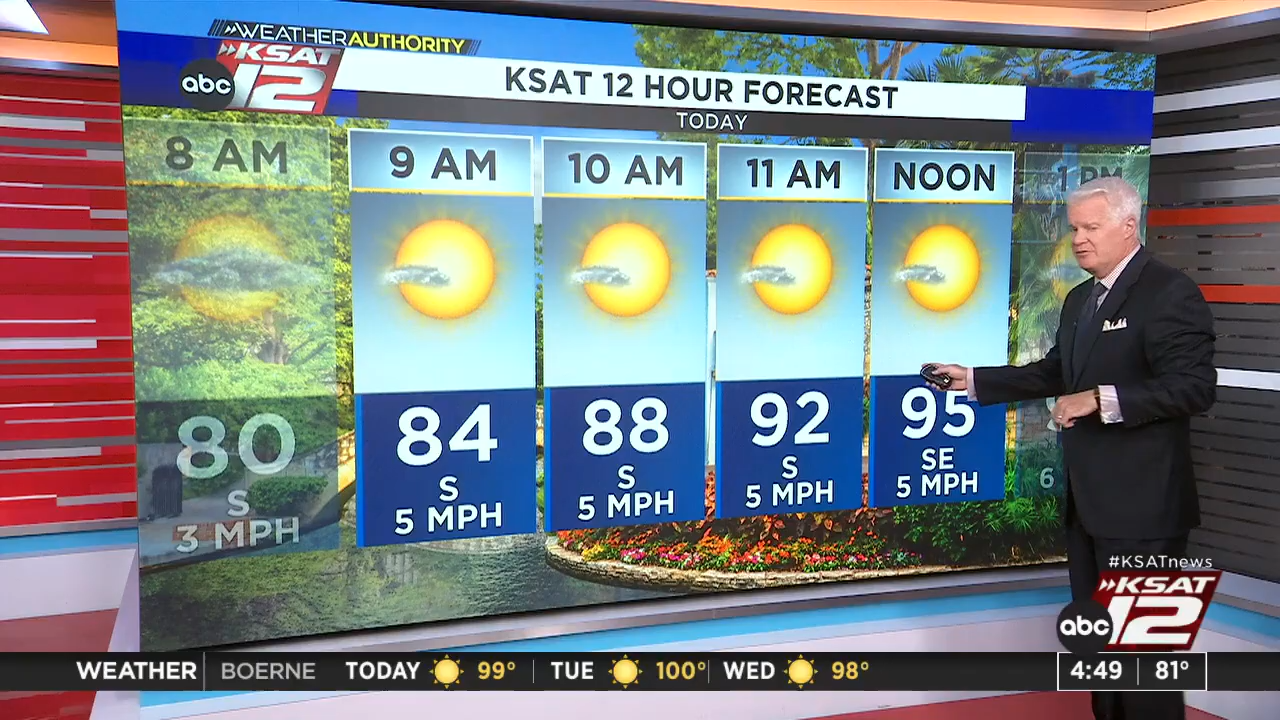 WEATHERAUTHORITY
KSAT
abc 12
KSAT 12 HOUR FORECAST
TODAY
8 AM
80
S
3 MPH
9 AM
84
S
5 MPH
10 AM
88
S
5 MPH
11 AM
92
S
5 MPH
NOON
95
SE
5 MPH
1 PM
6
#KSATnews
KSAT
abc 12
WEATHER BOERNE TODAY 99° TUE 100° WED 98° 4:49 81°